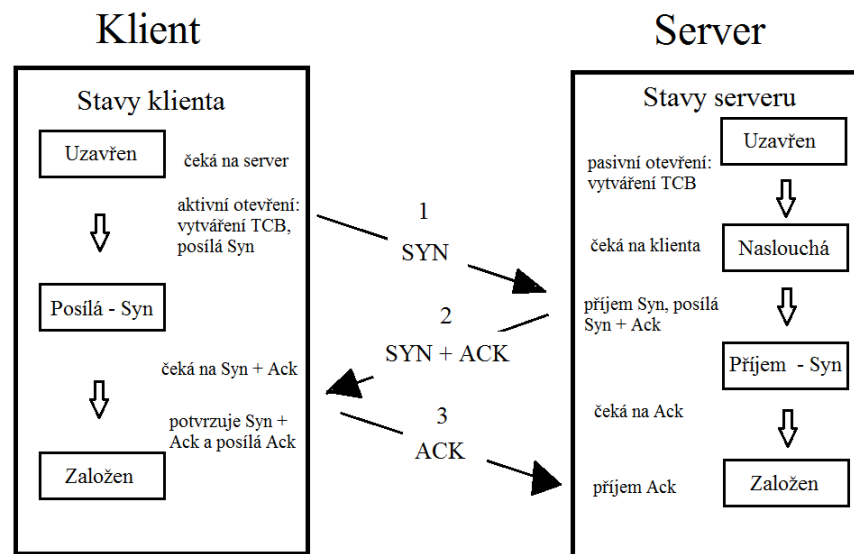 Klient
Stavy klienta
Uzavřen
čeká na server
aktivní otevření:
vytváření TCB,
posílá Syn
Posílá - Syn
čeká na Syn + Ack
potvrzuje Syn +
Ack a posílá Ack
Založen
1
SYN
2
SYN + ACK
3
ACK
Server
Stavy serveru
Uzavřen
pasivní otevření:
vytváření TCB
čeká na klienta
Naslouchá
příjem Syn, posílá
Syn + Ack
Příjem - Syn
čeká na Ack
příjem Ack
Založen